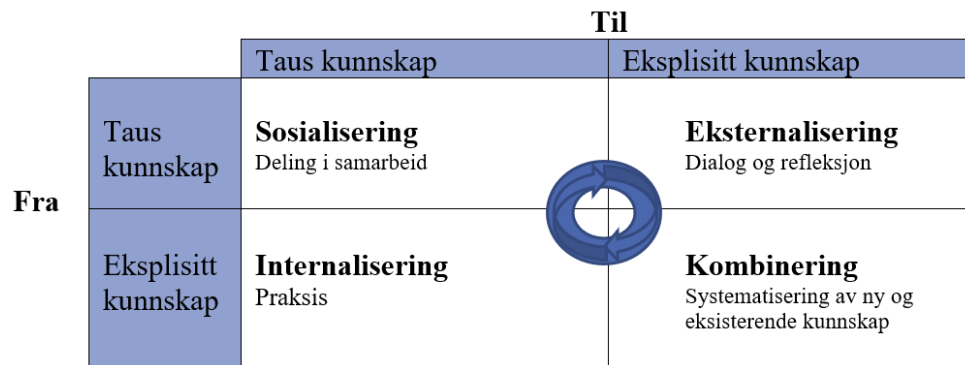 Til
Taus kunnskap
Eksplisitt kunnskap
Taus
kunnskap
Sosialisering
Deling i samarbeid
Eksternalisering
Dialog og refleksjon
Fra
Eksplisitt
kunnskap
Internalisering
Praksis
Kombinering
Systematisering av ny og
eksisterende kunnskap